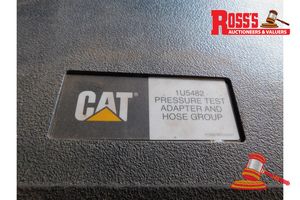 ROSS'S
AUCTIONEERS & VALUERS
CAT
1U5482
PRESSURE TEST
ADAPTER AND
HOSE GROUP